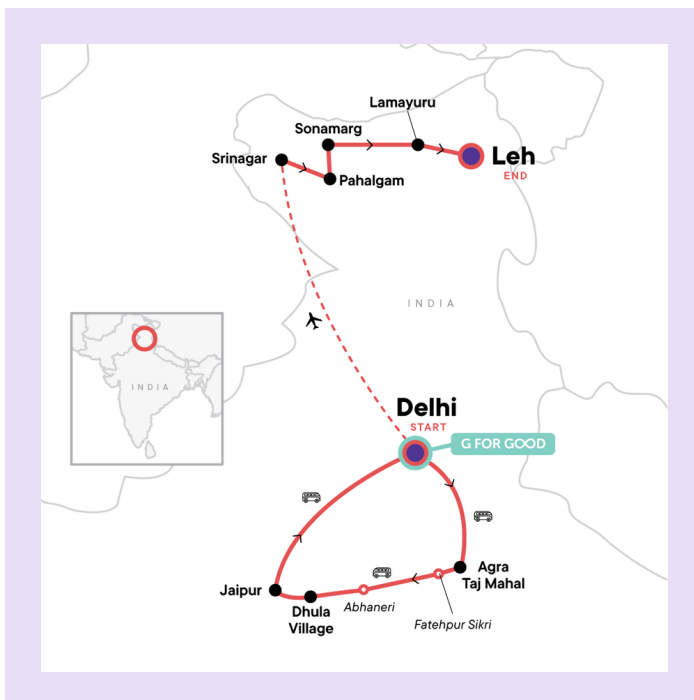 Lamayuru
Sonamarg
Srinagar
Pahalgam
Leh
END
INDIA
INDIA
Delhi
START
G FOR GOOD
Agra
Taj Mahal
Jaipur
Dhula
Village
Abhaneri
Fatehpur Sikri